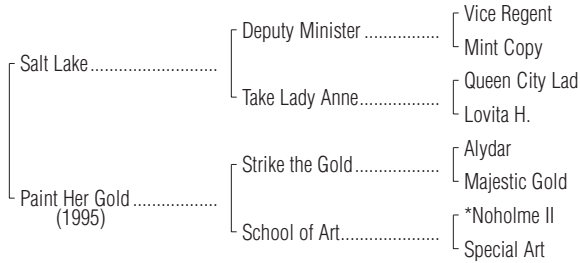 Vice Regent
Deputy Minister .................
Mint Copy
Salt Lake.............................
Queen City Lad
Take Lady Anne..................
Lovita H.
Alydar
Strike the Gold...................
Majestic Gold
Paint Her Gold ...................
(1995)
*Noholme II
School of Art......................
Special Art